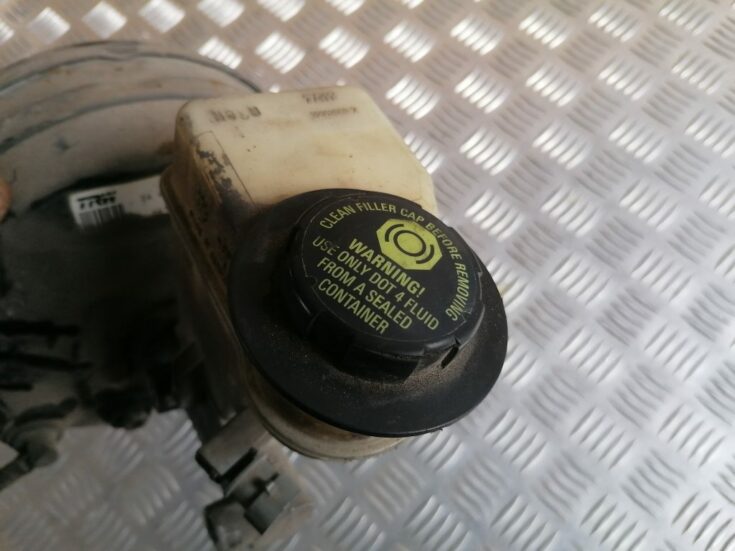 CLEAN FILLER CAP BEFORE REMOVING
WARNING!
USE ONLY DOT 4 FLUID
FROM A SEALED
CONTAINER
TRW